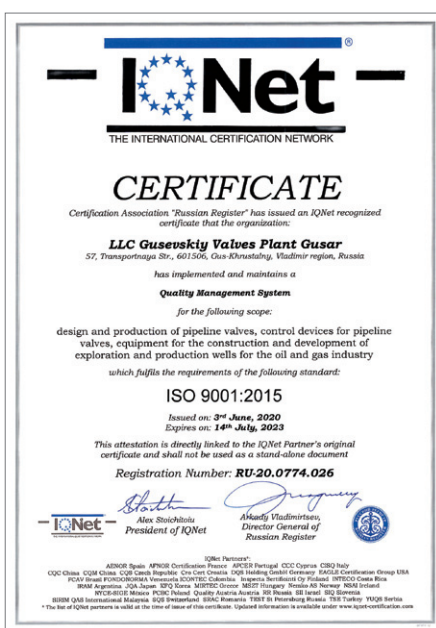 IQNet
®
THE INTERNATIONAL CERTIFICATION NETWORK
CERTIFICATE
Certification Association "Russian Register" has issued an IQNet recognized
certificate that the organization:
LLC Gusevskiy Valves Plant Gusar
57, Transportnaya Str., 601506, Gus-Khrustalny, Vladimir region, Russia
has implemented and maintains a
Quality Management System
for the following scope:
design and production of pipeline valves, control devices for pipeline
valves, equipment for the construction and development of
exploration and production wells for the oil and gas industry
which fulfils the requirements of the following standard:
ISO 9001:2015
Issued on: 3rd June, 2020
Expires on: 14th July, 2023
This attestation is directly linked to the IQNet Partner's original
certificate and shall not be used as a stand-alone document
Registration Number: RU-20.0774.026
IQNet
Alex Stoichitoiu
President of IQNet
Arkady Vladimirtsev,
Director General of
Russian Register
IQNet Partners*:
AENOR Spain AFNOR Certification France APCER Portugal CCC Cyprus CISQ Italy
CQC China CQM China CQS Czech Republic Cro Cert Croatia DQS Holding GmbH Germany EAGLE Certification Group USA
FCAV Brazil FONDONORMA Venezuela ICONTEC Colombia Inspecta Sertifiointi Oy Finland INTECO Costa Rica
IRAM Argentina JQA Japan KFQ Korea MIRTEC Greece MSZT Hungary Nemko AS Norway NSAI Ireland
NYCE-SIGE México PCBC Poland Quality Austria Austria RR Russia SII Israel SIQ Slovenia
SIRIM QAS International Malaysia SQS Switzerland SRAC Romania TEST St Petersburg Russia TSE Turkey YUQS Serbia
* The list of IQNet partners is valid at the time of issue of this certificate. Updated information is available under www.iqnet-certification.com